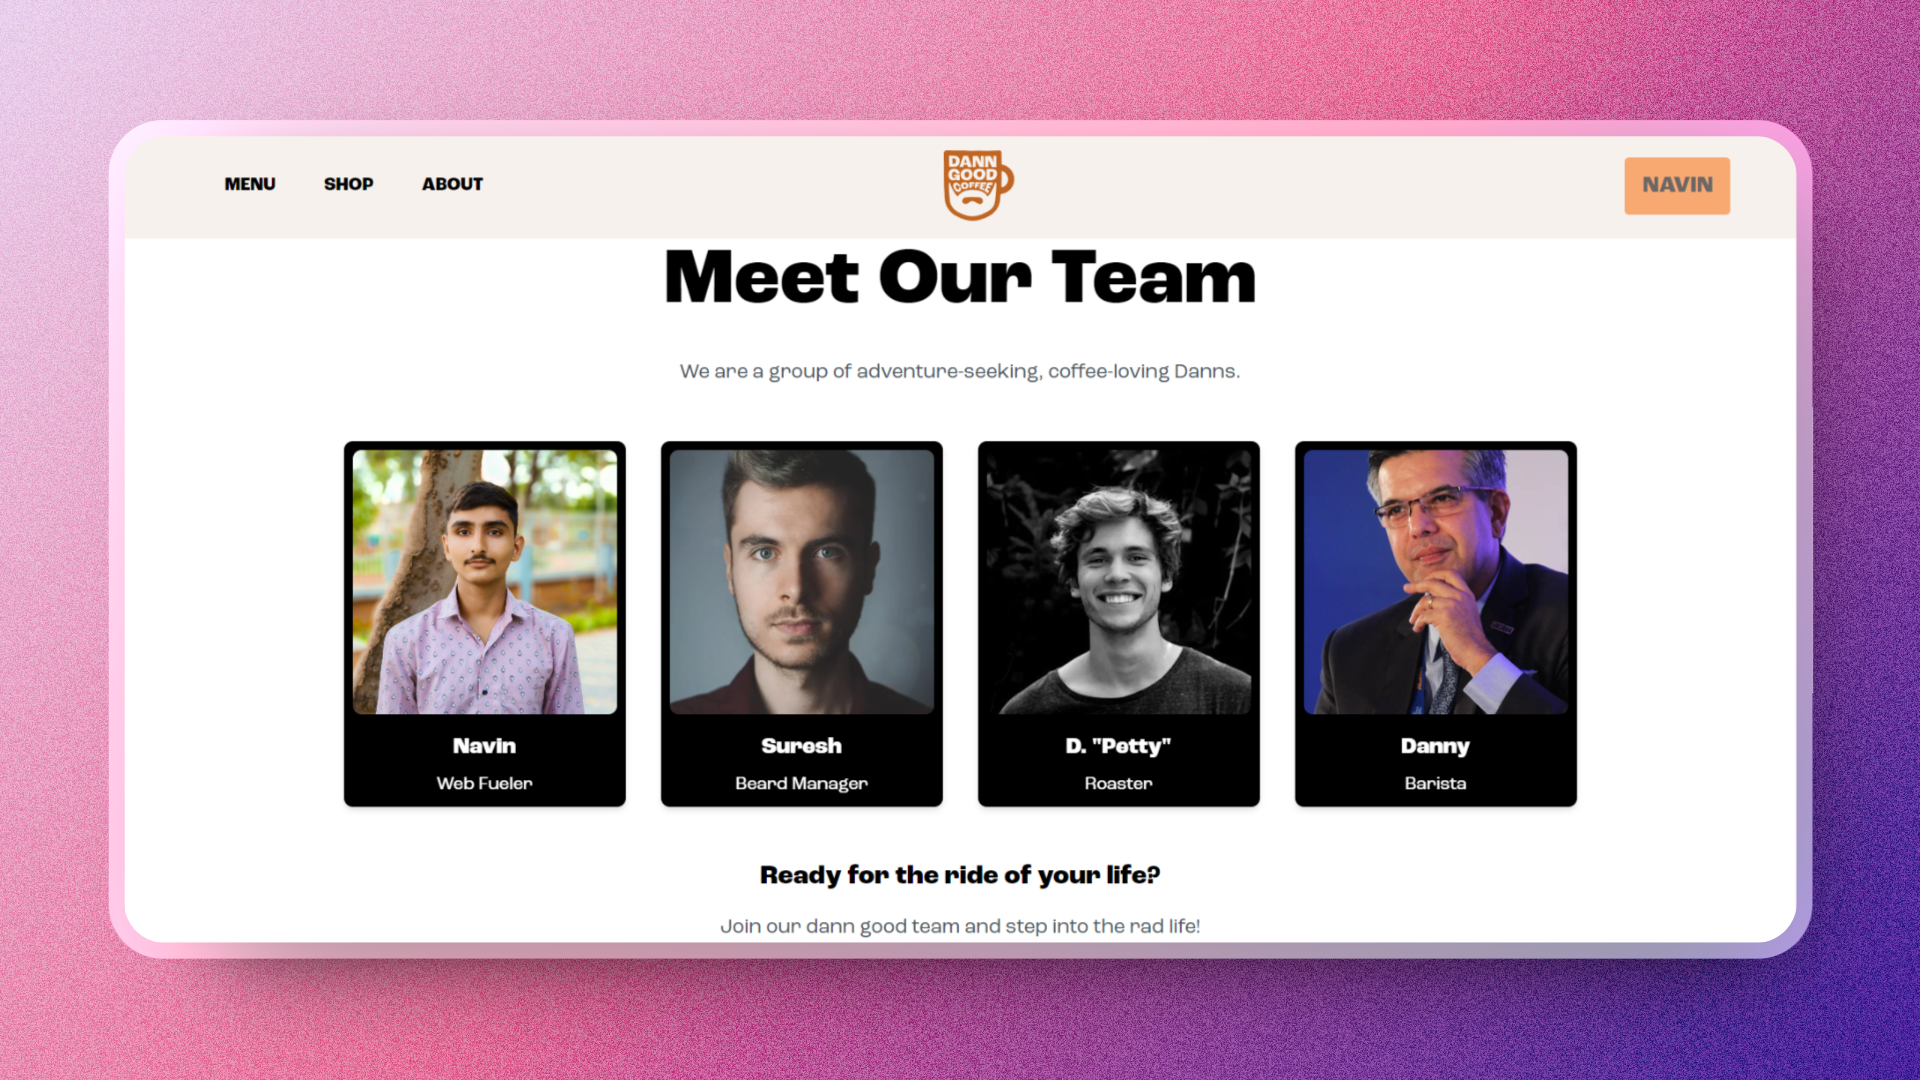 MENU SHOP ABOUT
DANN
GOOD
COFFEE
NAVIN
Meet Our Team
We are a group of adventure-seeking, coffee-loving Danns.
Navin
Web Fueler
Suresh
Beard Manager
D. "Petty"
Roaster
Danny
Barista
Ready for the ride of your life?
Join our dann good team and step into the rad life!